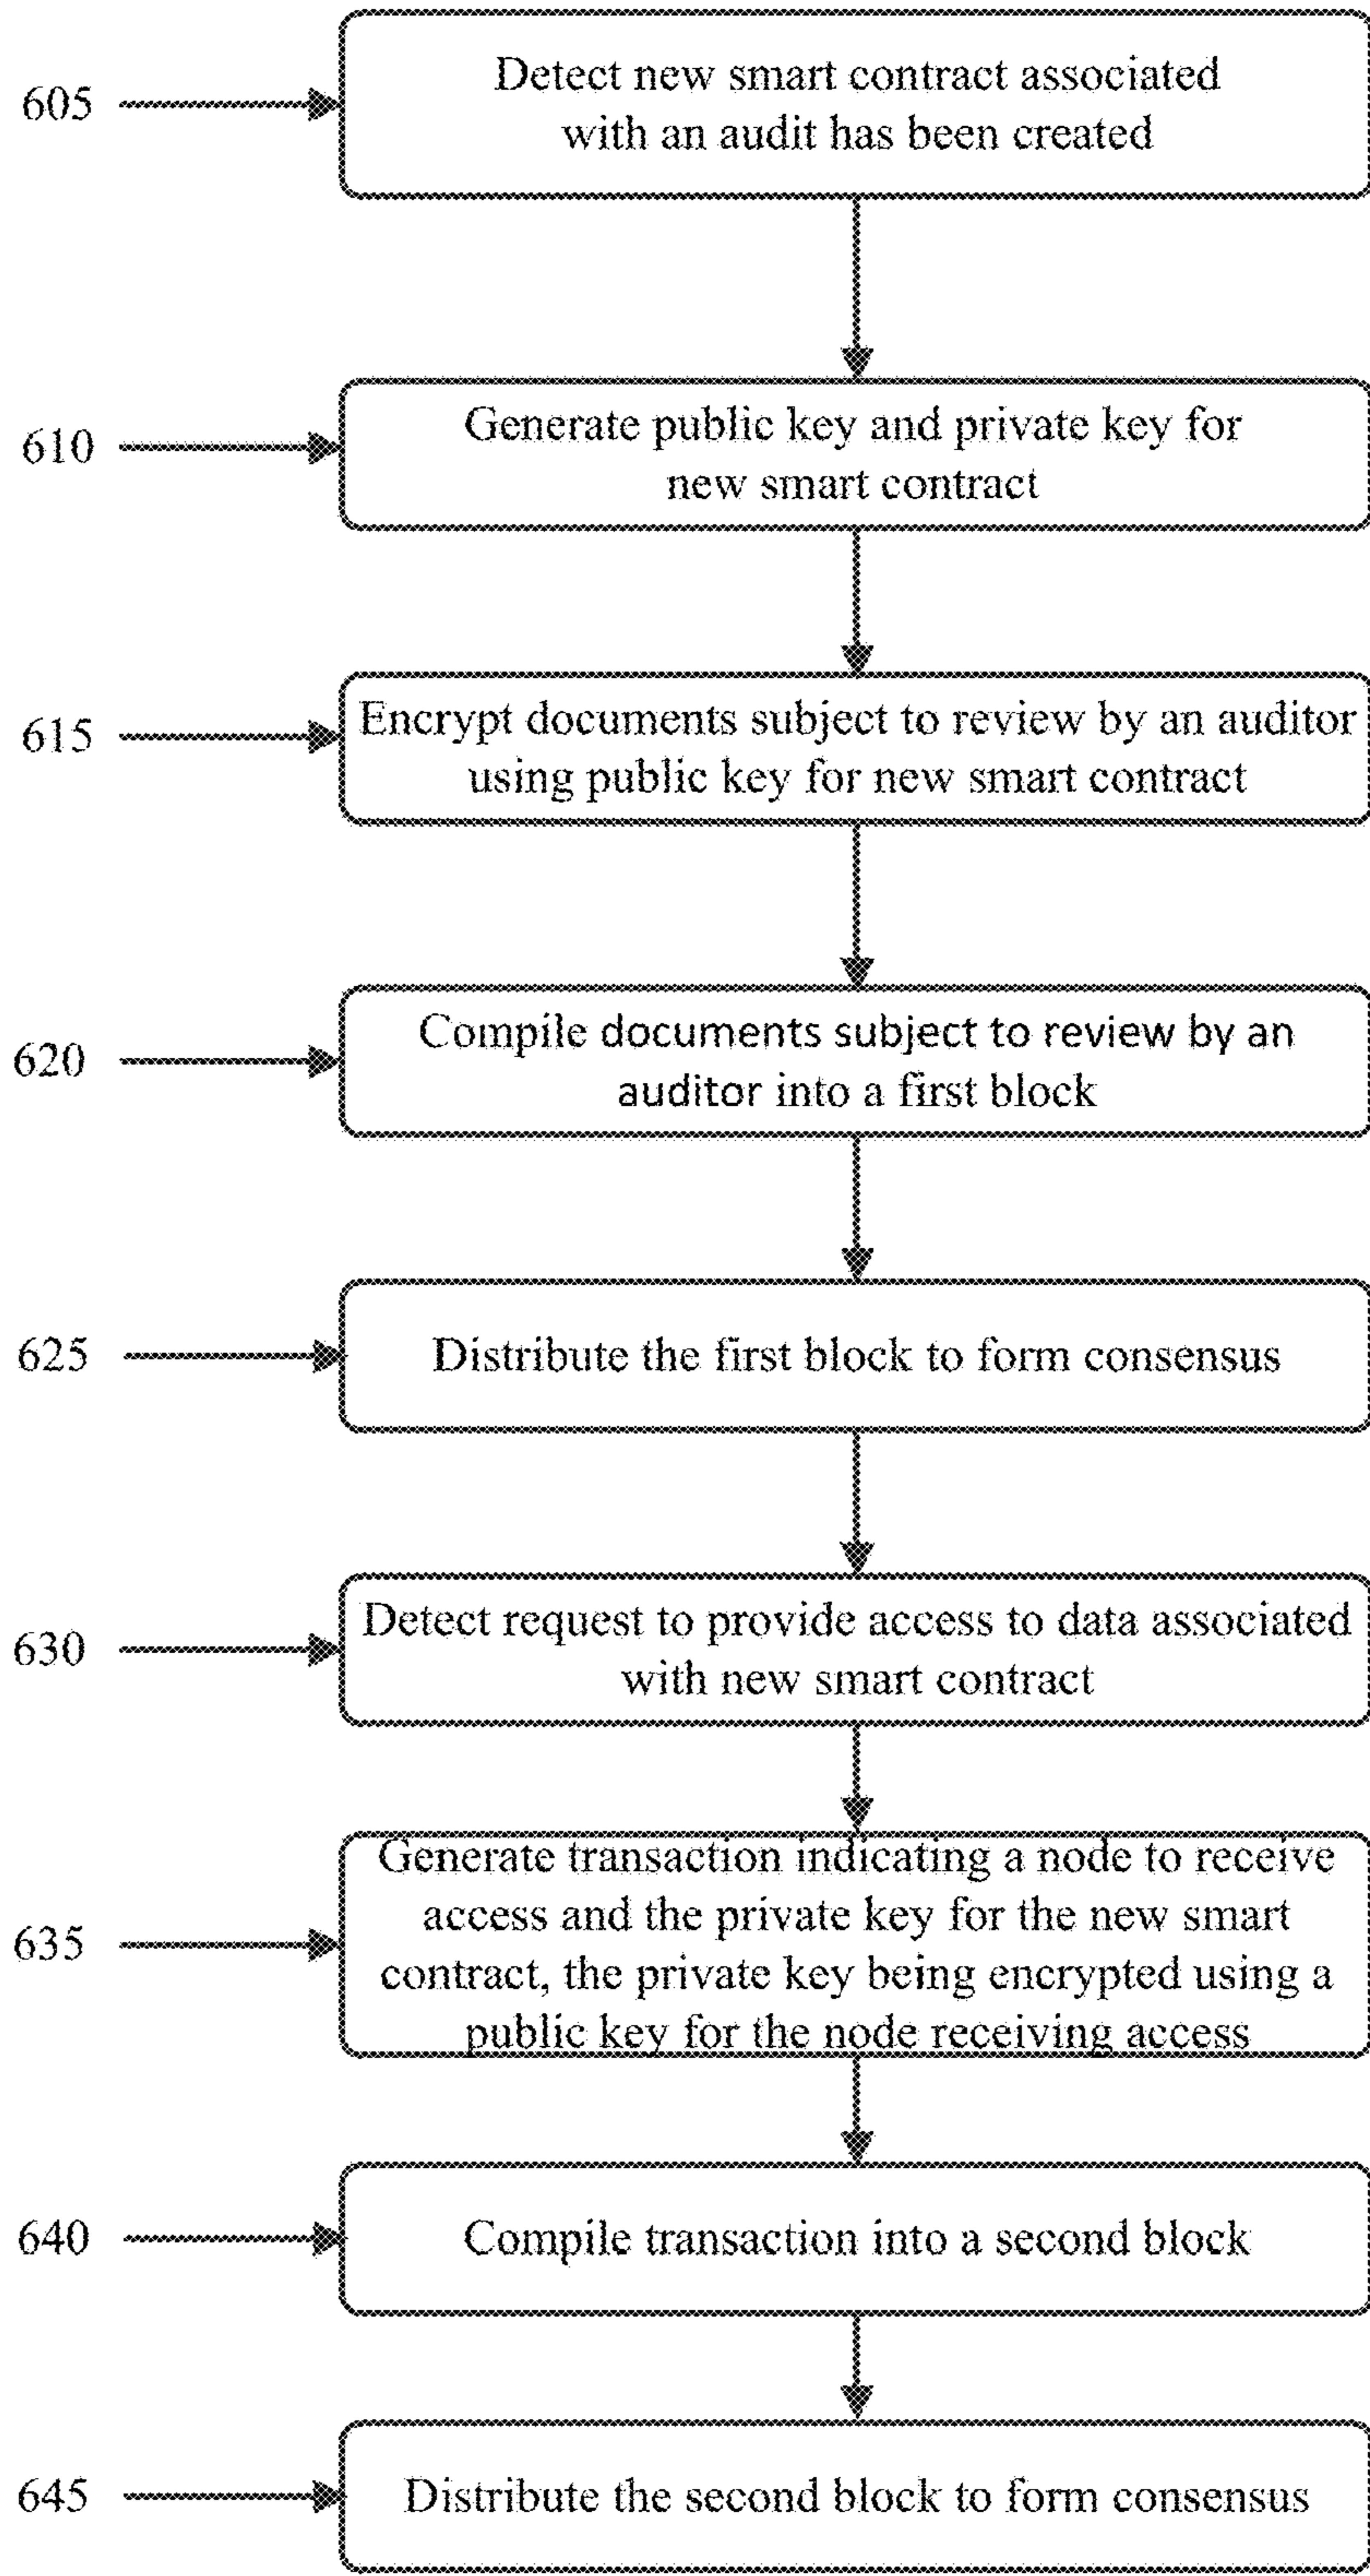 605
Detect new smart contract associated
with an audit has been created
610
Generate public key and private key for
new smart contract
615
Encrypt documents subject to review by an auditor
using public key for new smart contract
620
Compile documents subject to review by an
auditor into a first block
625
Distribute the first block to form consensus
630
Detect request to provide access to data associated
with new smart contract
635
Generate transaction indicating a node to receive
access and the private key for the new smart
contract, the private key being encrypted using a
public key for the node receiving access
640
Compile transaction into a second block
645
Distribute the second block to form consensus